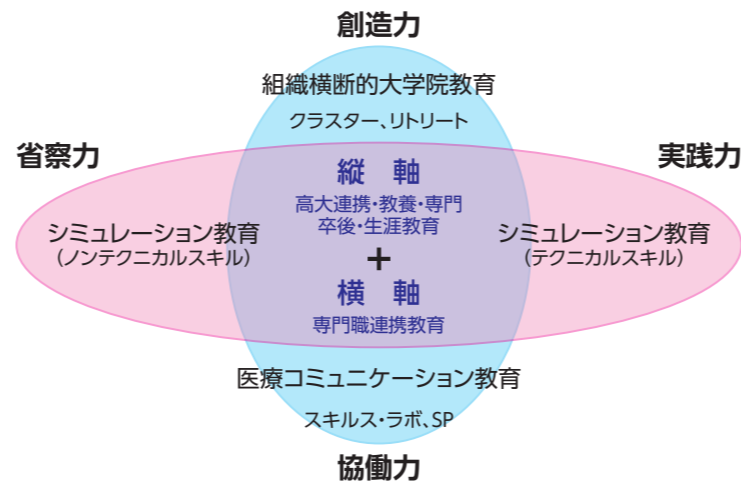 創造力
組織横断的大学院教育
クラスター、リトリート
省察力
実践力
縦 軸
高大連携・教養・専門
卒後・生涯教育
シミュレーション教育
(ノンテクニカルスキル)
シミュレーション教育
(テクニカルスキル)
+
横 軸
専門職連携教育
医療コミュニケーション教育
スキルス・ラボ、SP
協働力